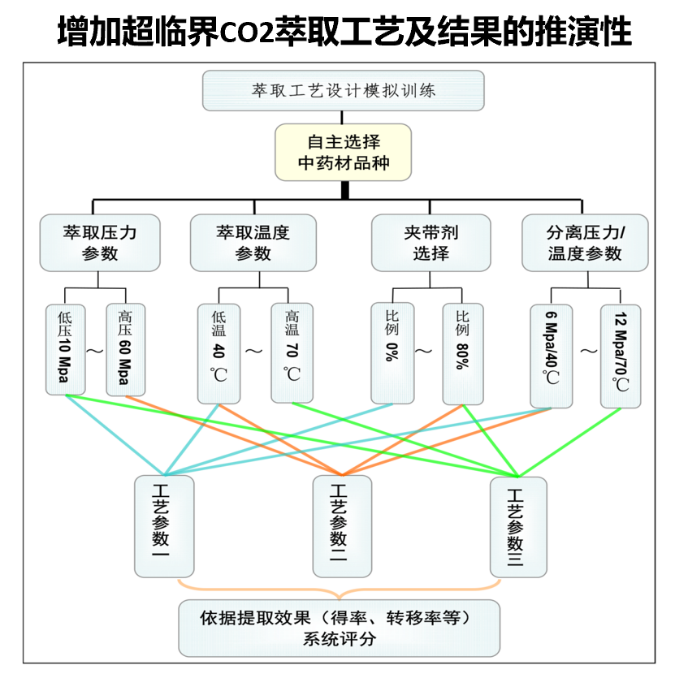 增加超临界CO2萃取工艺及结果的推演性
萃取工艺设计模拟训练
自主选择
中药材品种
萃取压力
参数
萃取温度
参数
夹带剂
选择
分离压力/
温度参数
低压10 Mpa
～
高压60 Mpa
低温 40 ℃
～
高温 70 ℃
比例 0%
～
比例 80%
6 Mpa/40℃
～
12 Mpa/70℃
工艺参数一
工艺参数二
工艺参数三
依据提取效果（得率、转移率等）
系统评分